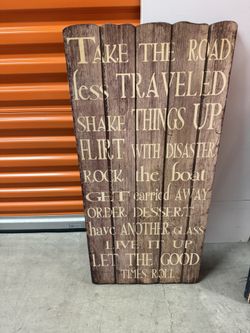 TAKE THE ROAD
less TRAVELED
SHAKE THINGS UP
FLIRT WITH DISASTER
ROCK the boat
GET carried AWAY
ORDER DESSERT
have ANOTHER GLASS
LIVE IT UP
LET THE GOOD
TIMES ROLL